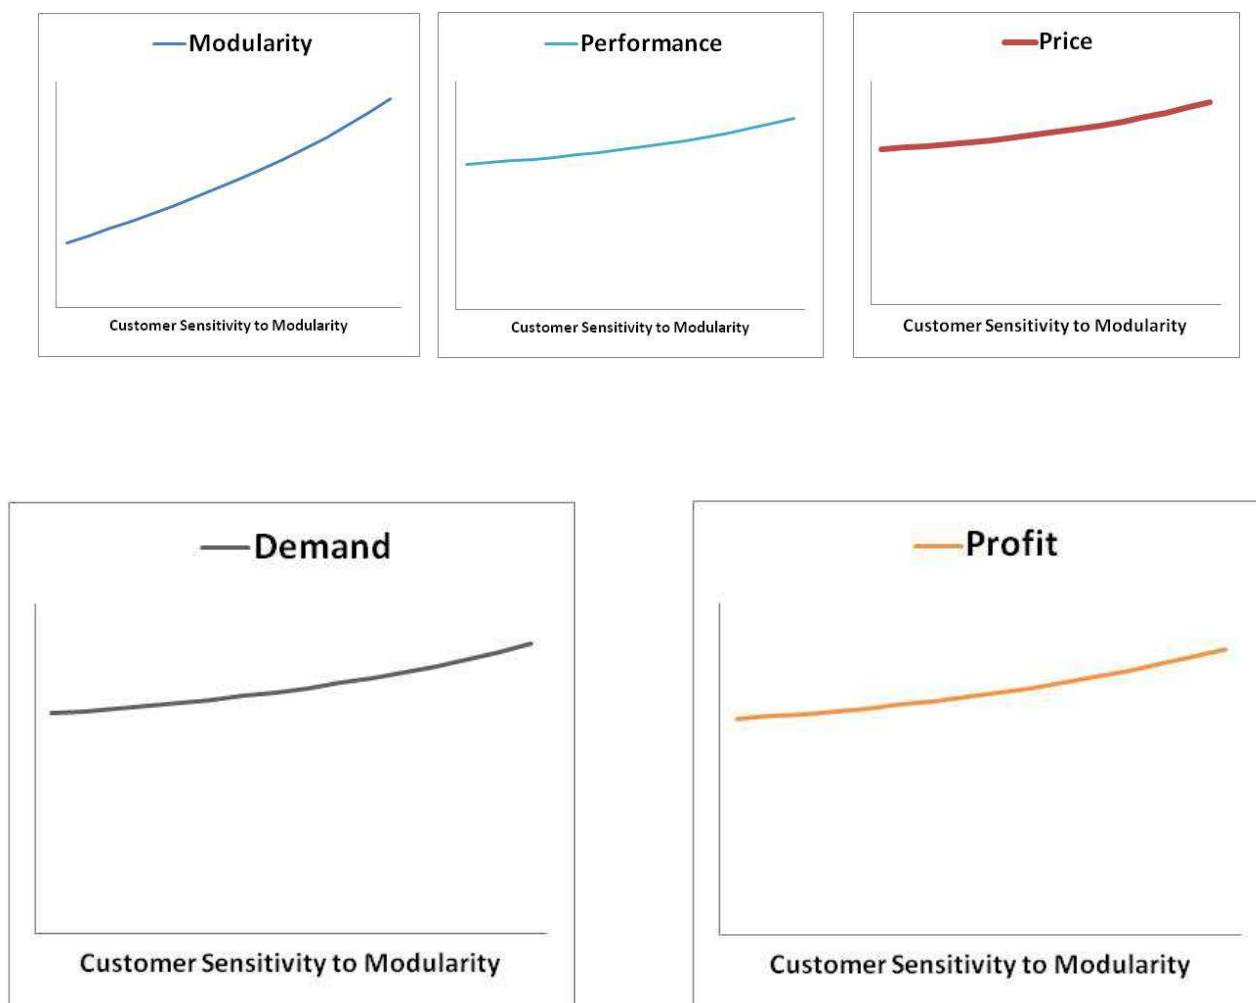 Modularity
Customer Sensitivity to Modularity
Performance
Customer Sensitivity to Modularity
Price
Customer Sensitivity to Modularity
Demand
Customer Sensitivity to Modularity
Profit
Customer Sensitivity to Modularity